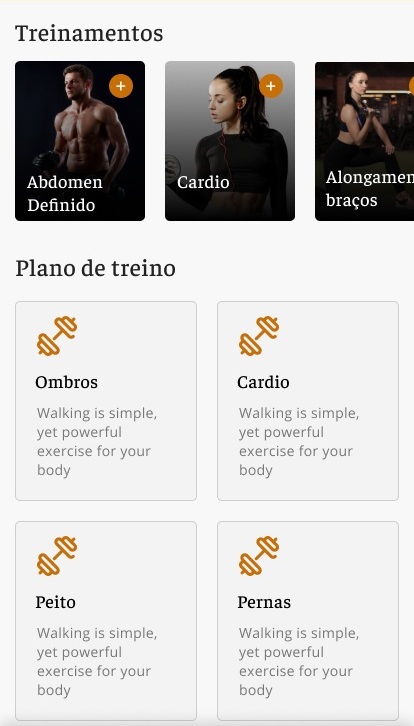 Treinamentos
Abdomen
Definido
Cardio
Alongamen
braços
Plano de treino
Ombros
Walking is simple,
yet powerful
exercise for your
body
Cardio
Walking is simple,
yet powerful
exercise for your
body
Peito
Walking is simple,
yet powerful
exercise for your
body
Pernas
Walking is simple,
yet powerful
exercise for your
body